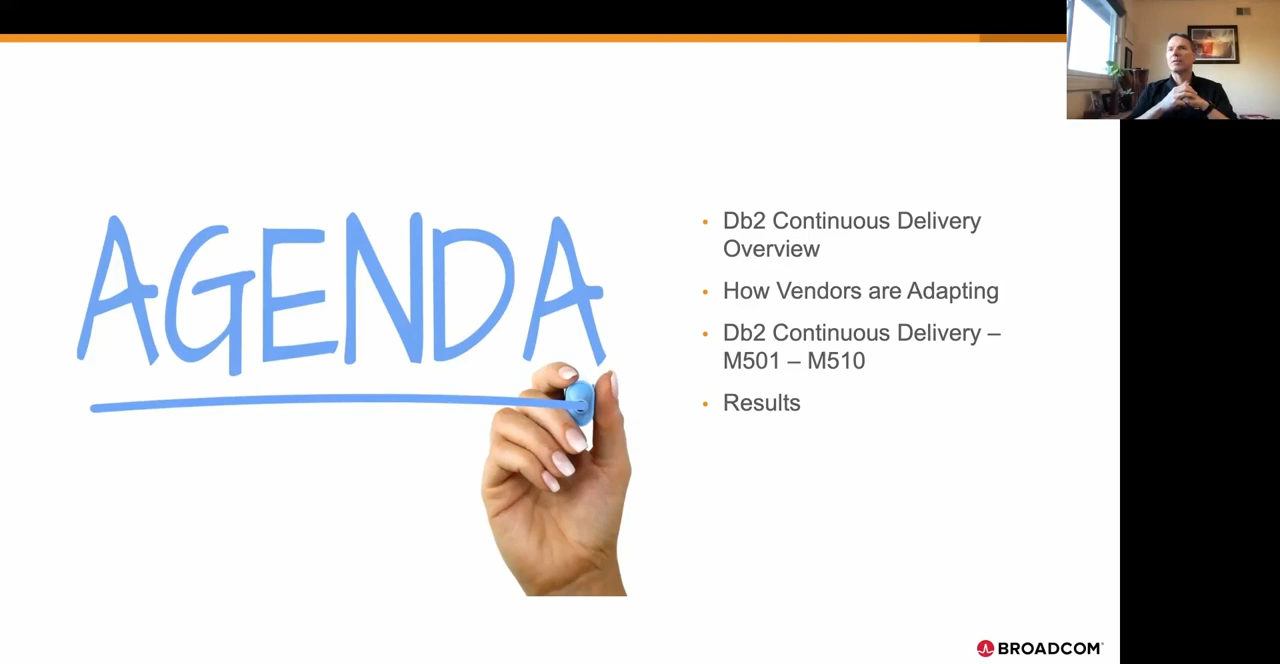 AGENDA
• Db2 Continuous Delivery
Overview
• How Vendors are Adapting
• Db2 Continuous Delivery –
M501 – M510
• Results
BROADCOM®